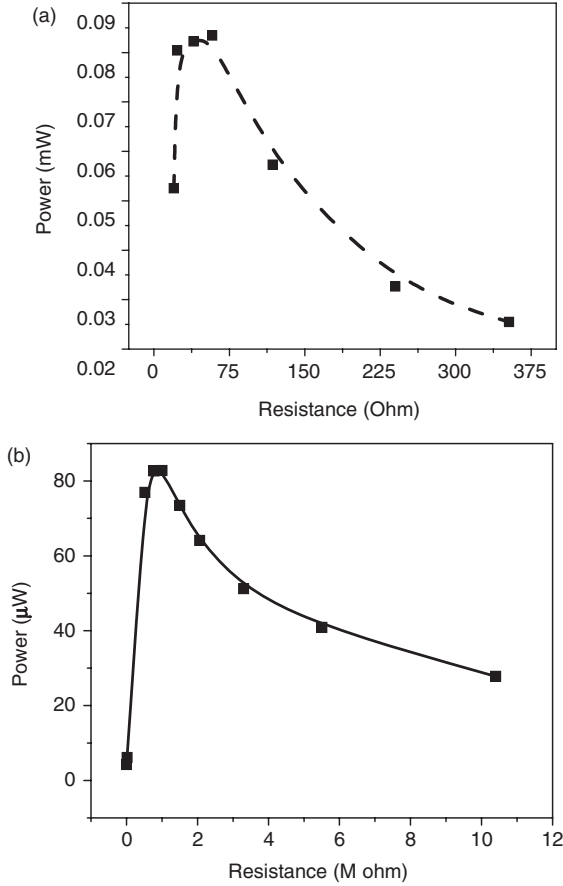 (a)
0.09
0.08
0.07
0.06
0.05
0.04
0.03
0.02
Power (mW)
0 75 150 225 300 375
Resistance (Ohm)
(b)
80
60
40
20
0
Power (μW)
0 2 4 6 8 10 12
Resistance (M ohm)